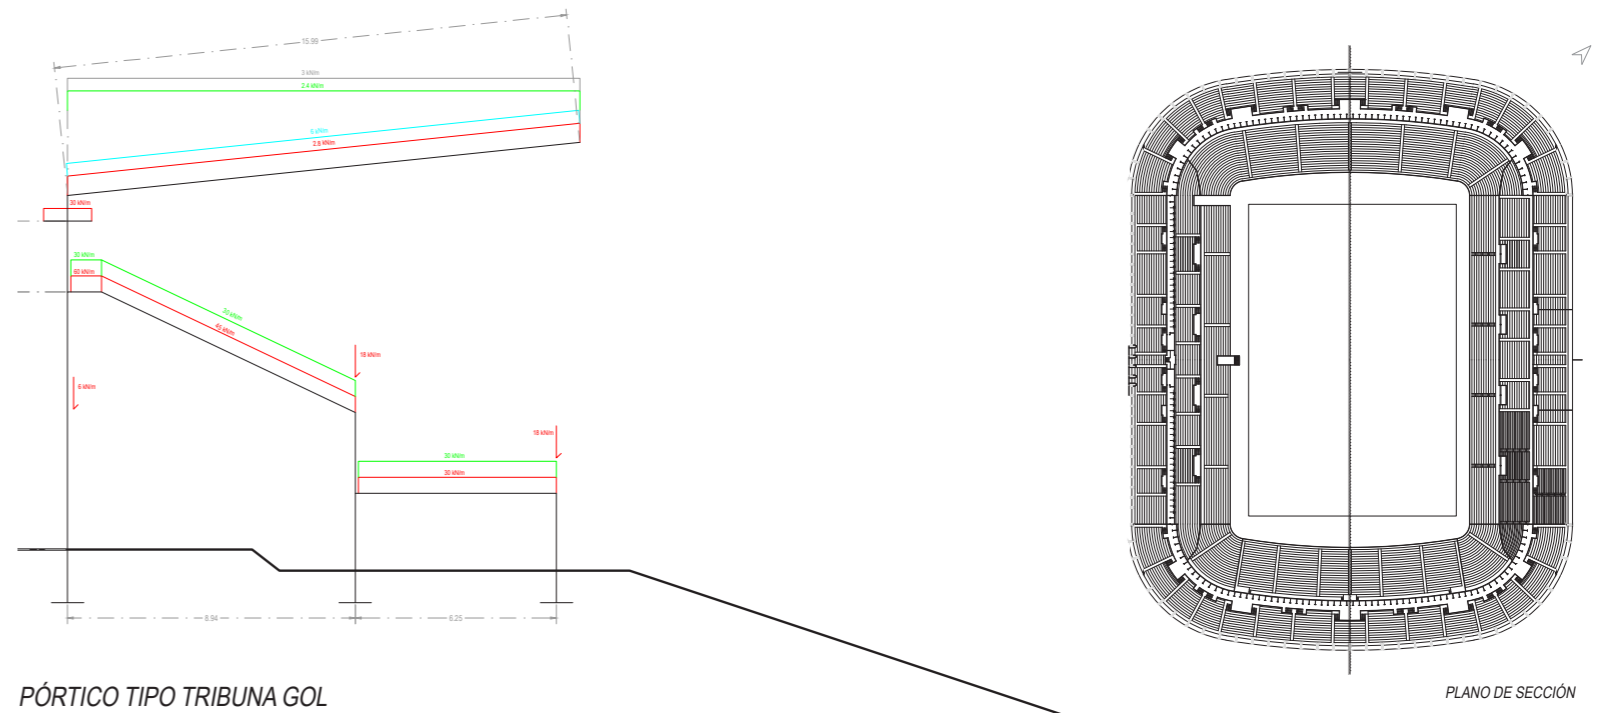 15.99
3 kN/m
2.4 kN/m
6 kN/m
2.8 kN/m
30 kN/m
30 kN/m
60 kN/m
30 kN/m
45 kN/m
18 kN/m
6 kN/m
18 kN/m
30 kN/m
30 kN/m
8.94
6.25
PÓRTICO TIPO TRIBUNA GOL
PLANO DE SECCIÓN